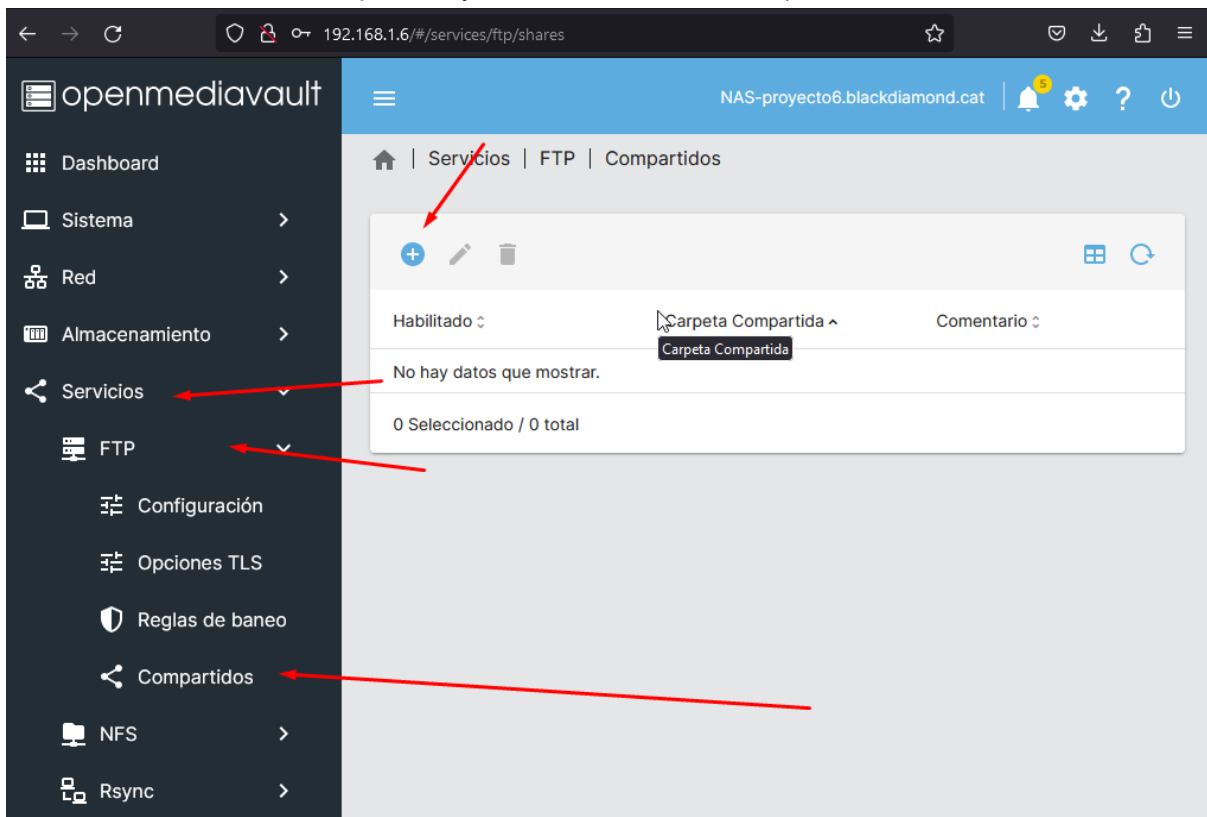 192.168.1.6/#/services/ftp/shares
openmediavault
NAS-proyecto6.blackdiamond.cat
5
?
Dashboard
Sistema
Red
Almacenamiento
Servicios
FTP
Configuración
Opciones TLS
Reglas de baneo
Compartidos
NFS
Rsync
| Servicios | FTP | Compartidos
Habilitado Carpeta Compartida Comentario
Carpeta Compartida
No hay datos que mostrar.
0 Seleccionado / 0 total